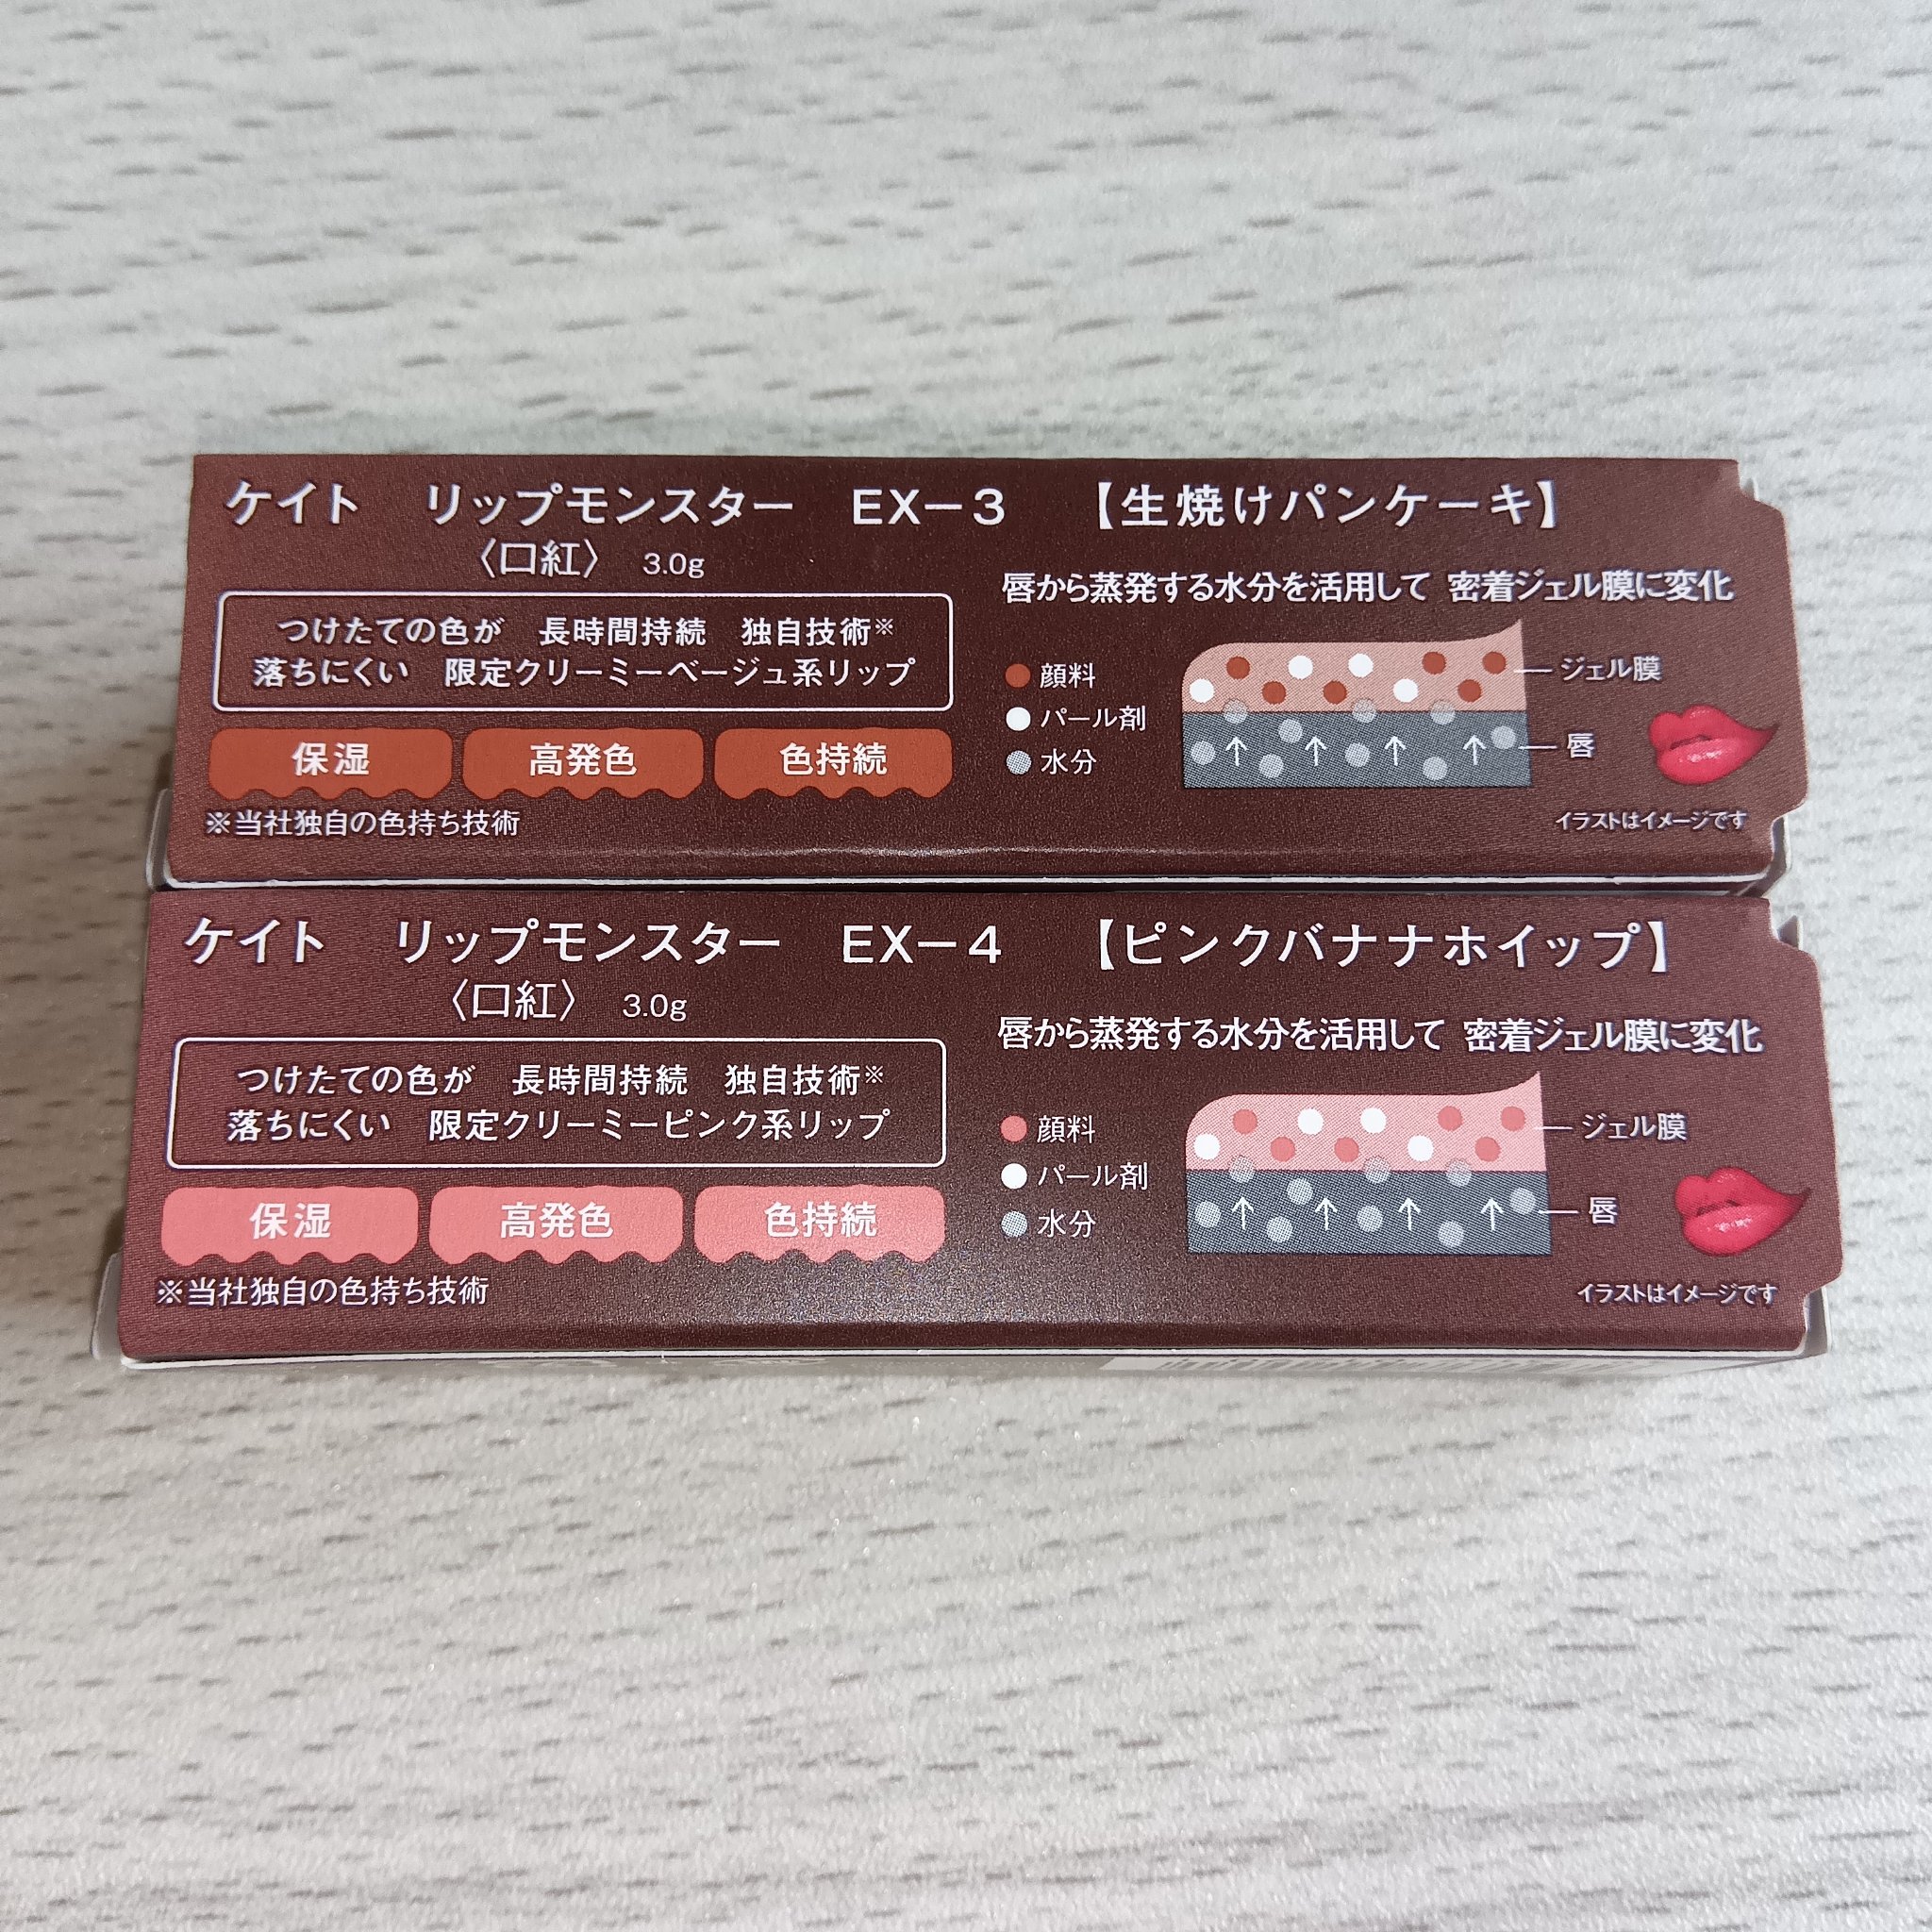 ケイト　リップモンスター　EX－3　【生焼けパンケーキ】
〈口紅〉 3.0g
つけたての色が　長時間持続　独自技術※
落ちにくい　限定クリーミーベージュ系リップ
保湿　高発色　色持続
※当社独自の色持ち技術
唇から蒸発する水分を活用して 密着ジェル膜に変化
顔料
パール剤
水分
ジェル膜
唇
イラストはイメージです
ケイト　リップモンスター　EX－4　【ピンクバナナホイップ】
〈口紅〉 3.0g
つけたての色が　長時間持続　独自技術※
落ちにくい　限定クリーミーピンク系リップ
保湿　高発色　色持続
※当社独自の色持ち技術
唇から蒸発する水分を活用して 密着ジェル膜に変化
顔料
パール剤
水分
ジェル膜
唇
イラストはイメージです